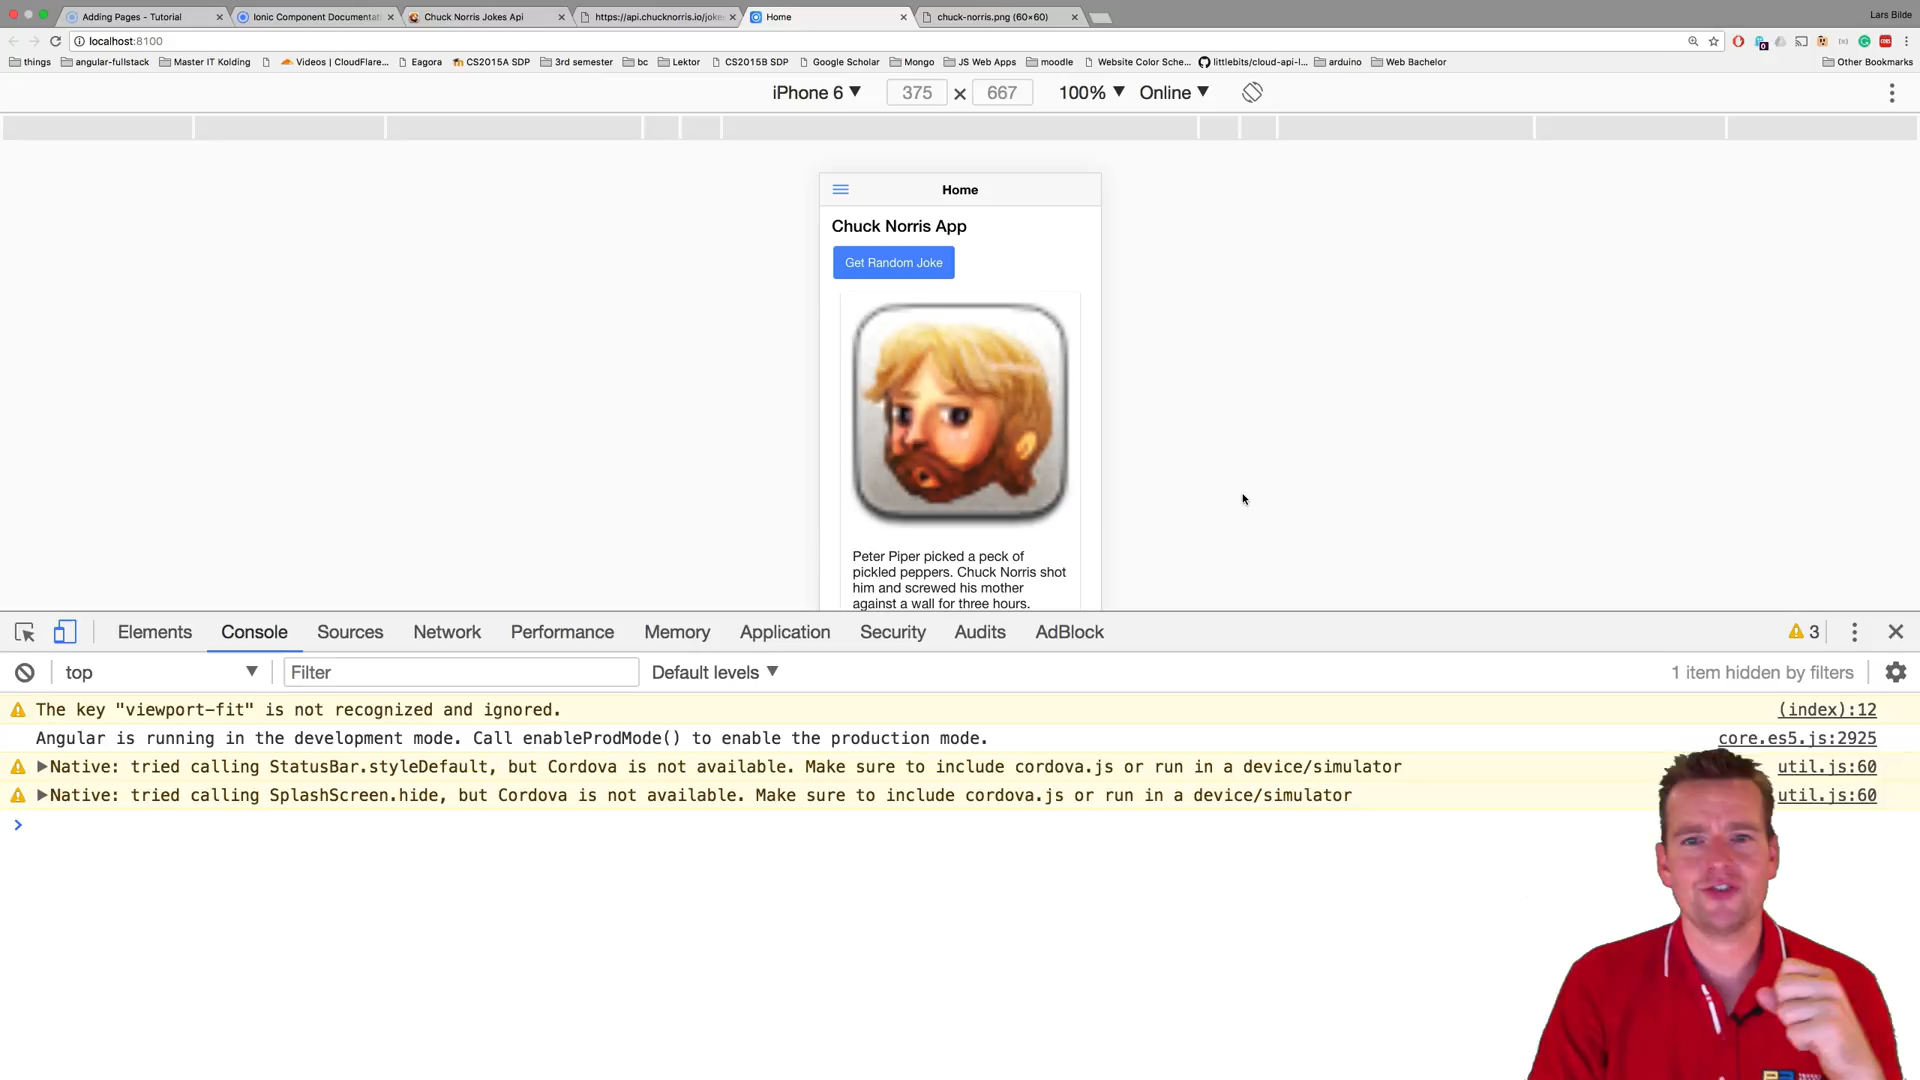 Adding Pages - Tutorial
Ionic Component Documentat
Chuck Norris Jokes Api
https://api.chucknorris.io/joke
Home
chuck-norris.png (60×60)
Lars Bilde
localhost:8100
things
angular-fullstack
Master IT Kolding
Videos | CloudFlare...
Eagora
CS2015A SDP
3rd semester
bc
Lektor
CS2015B SDP
Google Scholar
Mongo
JS Web Apps
moodle
Website Color Sche...
littlebits/cloud-api-l...
arduino
Web Bachelor
Other Bookmarks
iPhone 6 ▼ 375 × 667 100% ▼ Online ▼
Home
Chuck Norris App
Get Random Joke
Peter Piper picked a peck of
pickled peppers. Chuck Norris shot
him and screwed his mother
against a wall for three hours.
Elements Console Sources Network Performance Memory Application Security Audits AdBlock 3
top Filter Default levels ▼ 1 item hidden by filters
The key "viewport-fit" is not recognized and ignored. (index):12
Angular is running in the development mode. Call enableProdMode() to enable the production mode. core.es5.js:2925
Native: tried calling StatusBar.styleDefault, but Cordova is not available. Make sure to include cordova.js or run in a device/simulator util.js:60
Native: tried calling SplashScreen.hide, but Cordova is not available. Make sure to include cordova.js or run in a device/simulator util.js:60